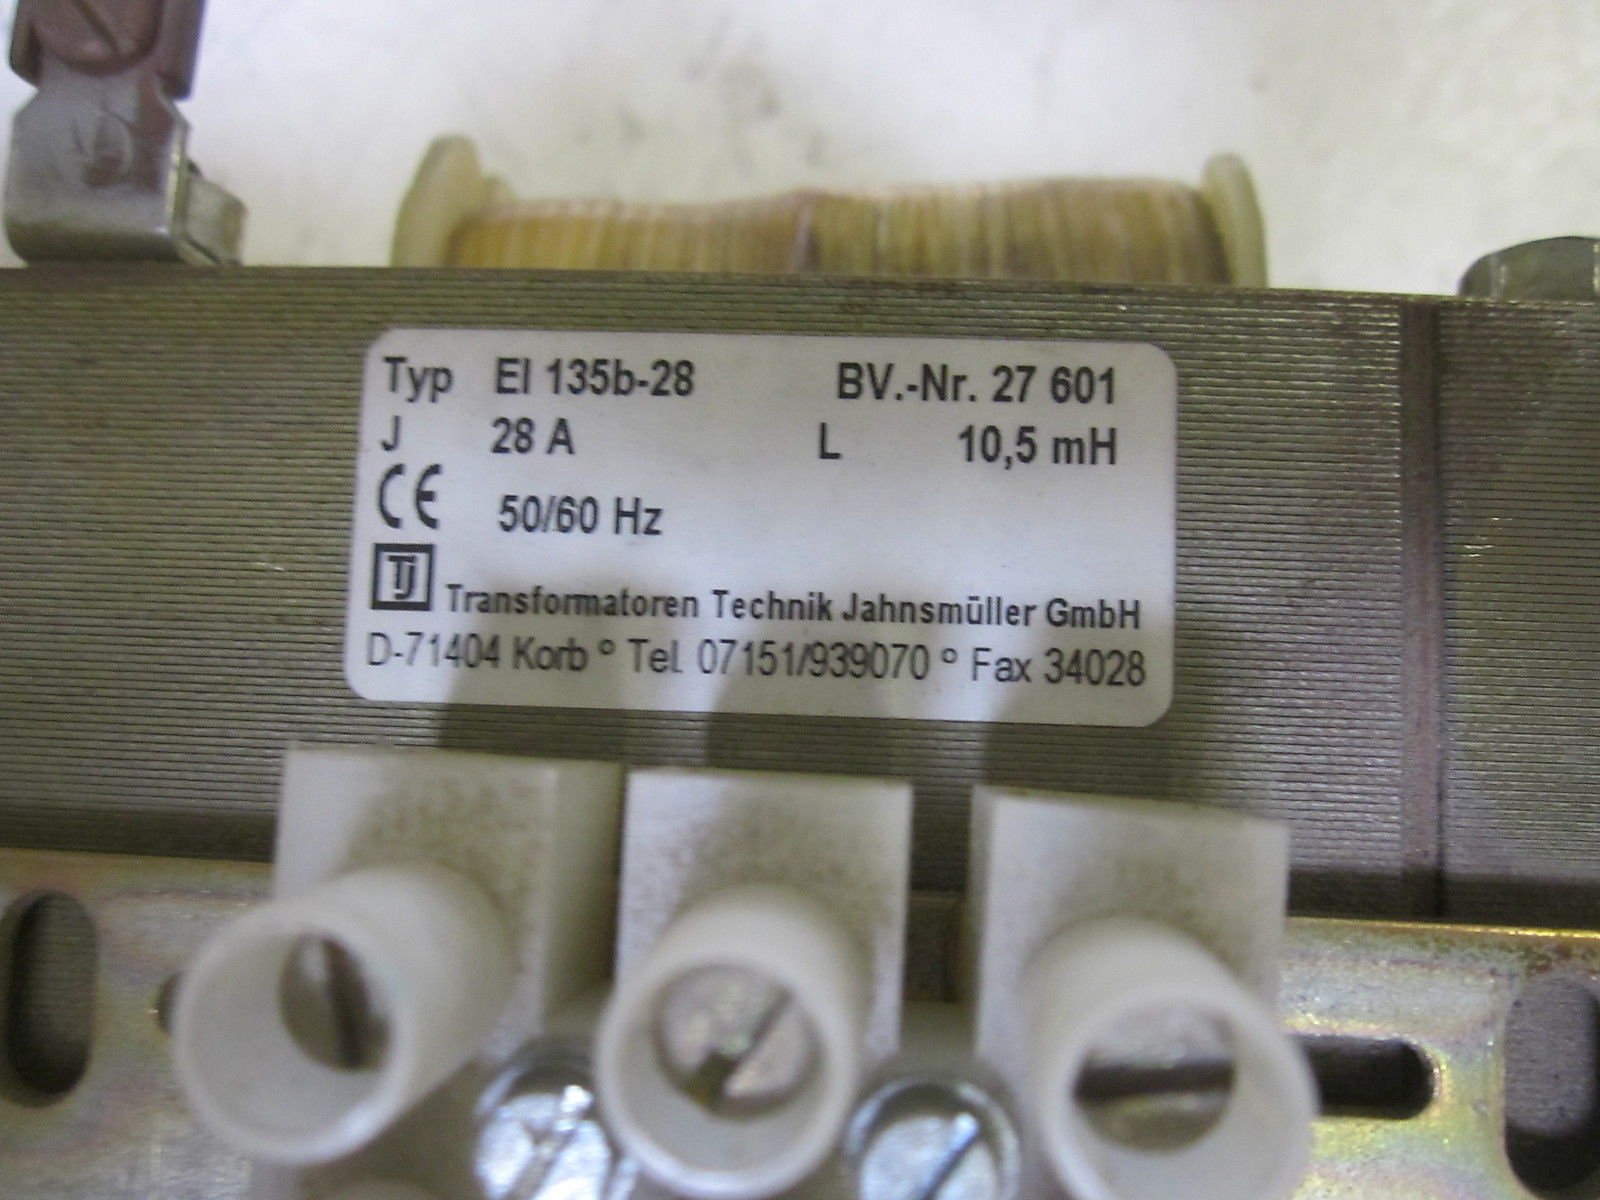 Typ EI 135b-28 BV.-Nr. 27 601
J 28 A L 10,5 mH
CE 50/60 Hz
TJ Transformatoren Technik Jahnsmüller GmbH
D-71404 Korb ° Tel. 07151/939070 ° Fax 34028